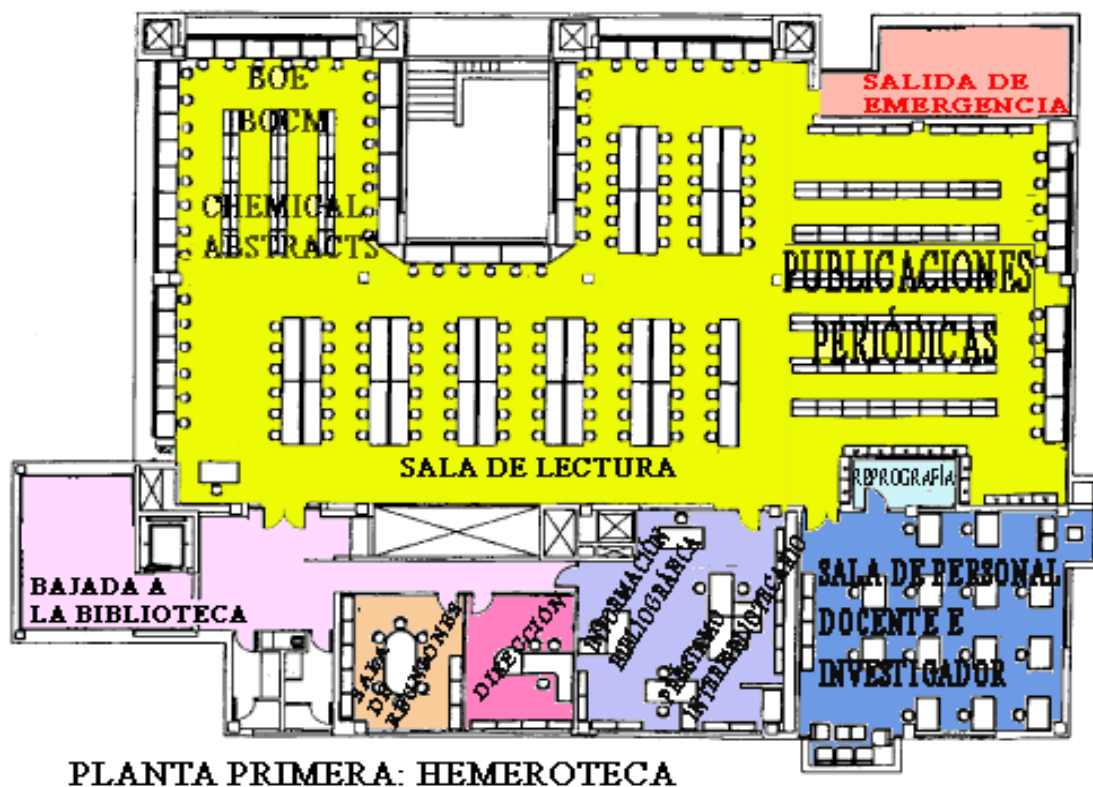 BOE
BOCM
CHEMICAL
ABSTRACTS
SALIDA DE
EMERGENCIA
PUBLICACIONES
PERIÓDICAS
SALA DE LECTURA
REPROGRAFÍA
BAJADA A
LA BIBLIOTECA
SALA
DE
REUNIONES
DIRECCIÓN
INFORMACIÓN
BIBLIOGRÁFICA
PRESTAMO
INTERBIBLIOTECARIO
SALA DE PERSONAL
DOCENTE E
INVESTIGADOR
PLANTA PRIMERA: HEMEROTECA